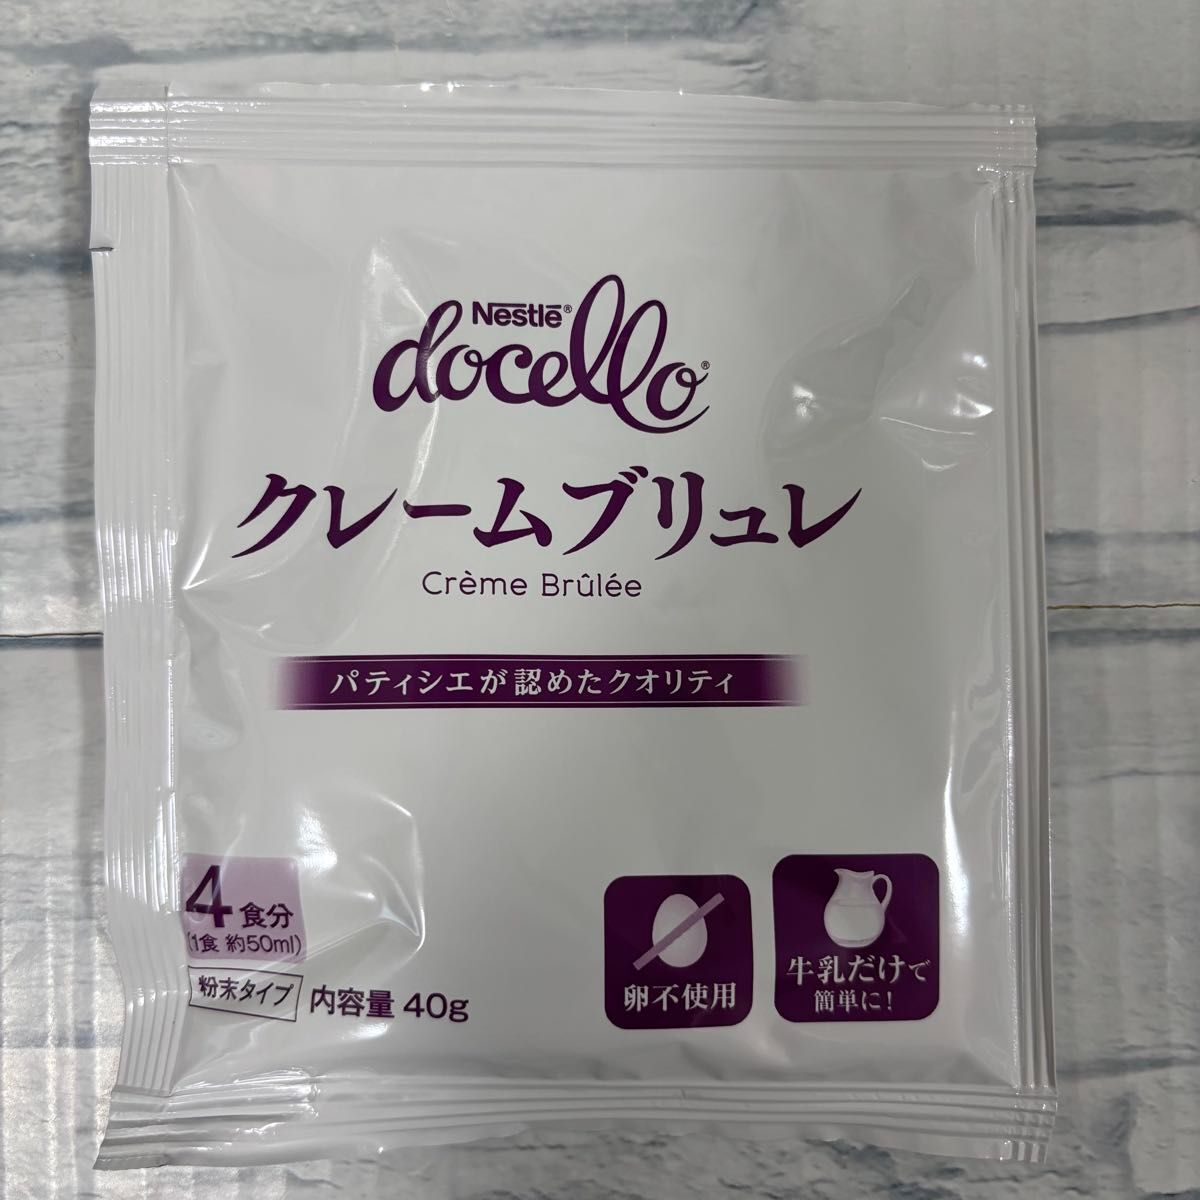 Nestlé®
docello®
クレームブリュレ
Crème Brûlée
パティシエが認めたクオリティ
4食分
(1食 約50ml)
粉末タイプ 内容量 40g
卵不使用
牛乳だけで
簡単に!